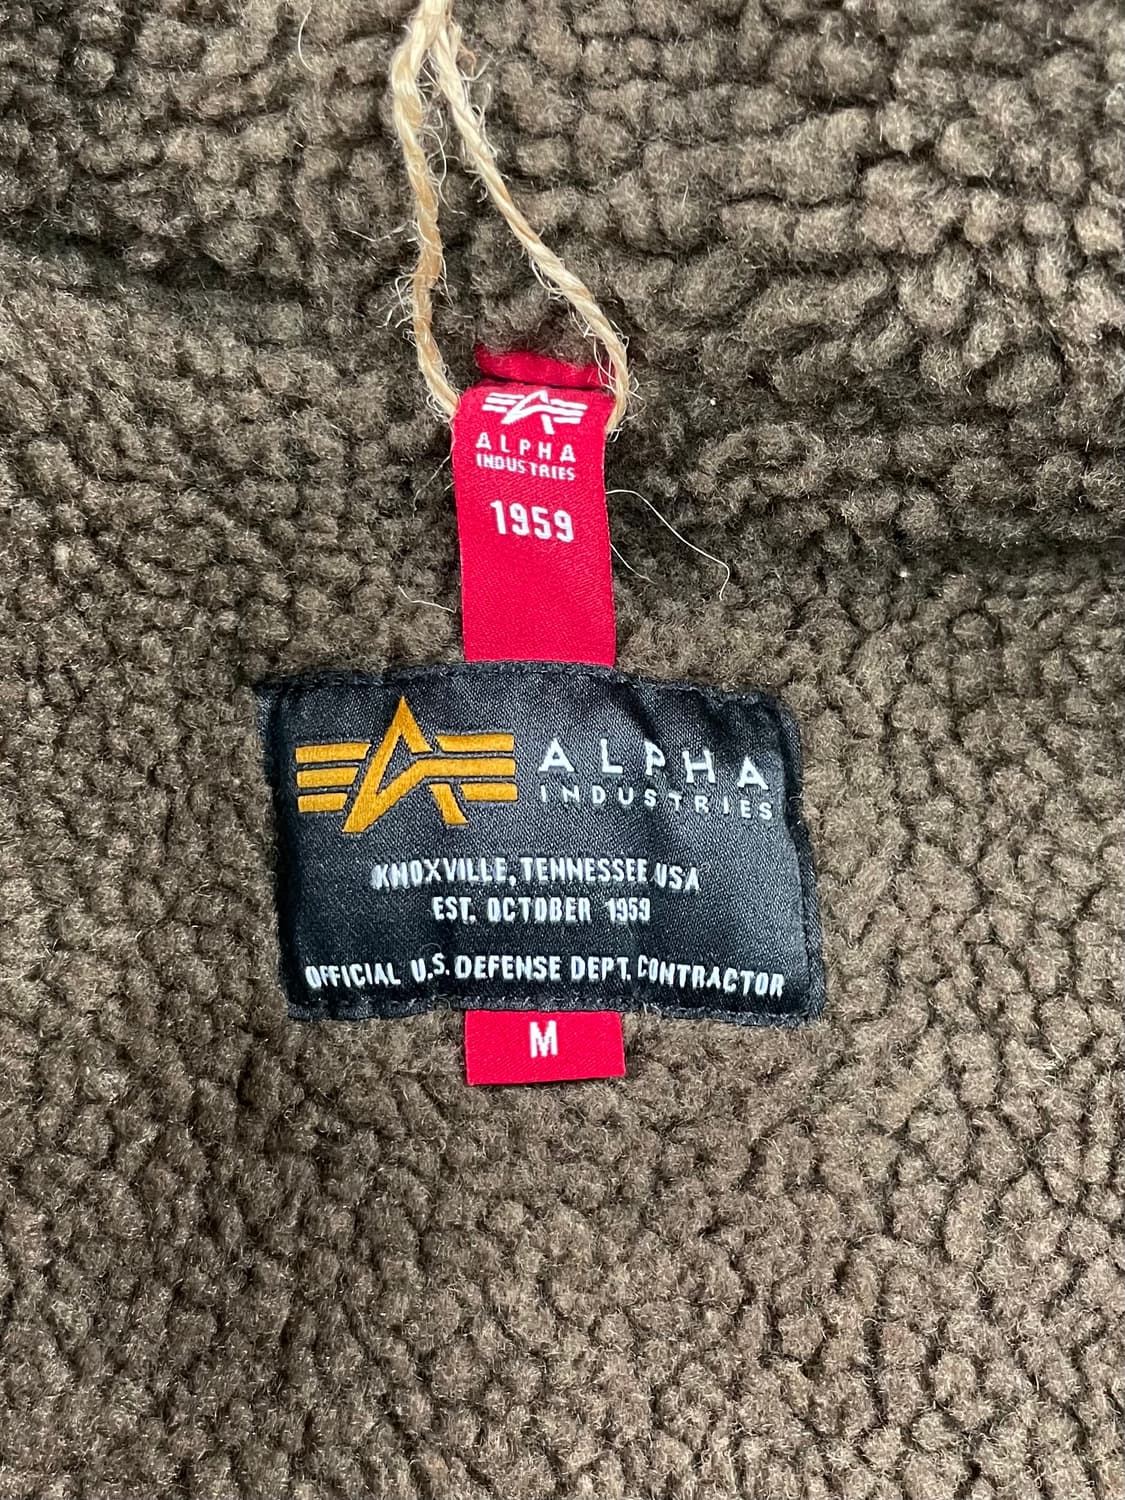 ALPHA
INDUSTRIES
1959
ALPHA
INDUSTRIES
KNOXVILLE, TENNESSEE USA
EST. OCTOBER 1959
OFFICIAL U.S. DEFENSE DEPT. CONTRACTOR
M